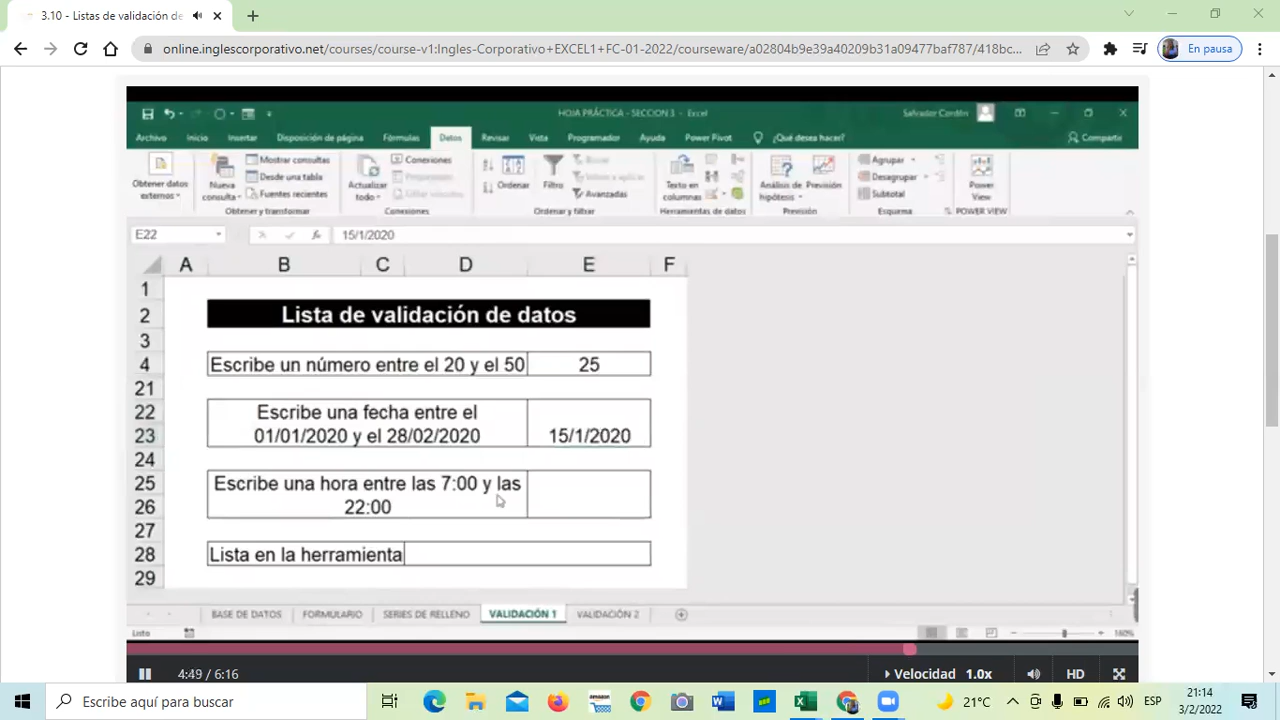 3.10 - Listas de validación de
online.inglescorporativo.net/courses/course-v1:Ingles-Corporativo+EXCEL1+FC-01-2022/courseware/a02804b9e39a40209b31a09477baf787/418bc...
En pausa
HOJA PRÁCTICA - SECCION 3 - Excel
Archivo Inicio Insertar Disposición de página Fórmulas Datos Revisar Vista Programador Ayuda Power Pivot ¿Qué desea hacer? Compartir
Obtener datos externos
Nueva consulta
Mostrar consultas
Desde una tabla
Fuentes recientes
Obtener y transformar
Actualizar todo
Conexiones
Propiedades
Conexiones
Ordenar
Filtro
Borrar
Avanzadas
Ordenar y filtrar
Texto en columnas
Herramientas de datos
Análisis de hipótesis
Previsión
Previsión
Agrupar
Desagrupar
Subtotal
Esquema
Power View
POWER VIEW
E22 fx 15/1/2020
A B C D E F
1
2 Lista de validación de datos
3
4 Escribe un número entre el 20 y el 50 25
21
22 Escribe una fecha entre el
23 01/01/2020 y el 28/02/2020 15/1/2020
24
25 Escribe una hora entre las 7:00 y las
26 22:00
27
28 Lista en la herramienta
29
BASE DE DATOS FORMULARIO SERIES DE RELLENO VALIDACIÓN 1 VALIDACIÓN 2
Listo 160%
4:49 / 6:16 Velocidad 1.0x HD
Escribe aquí para buscar 21°C ESP 21:14
3/2/2022